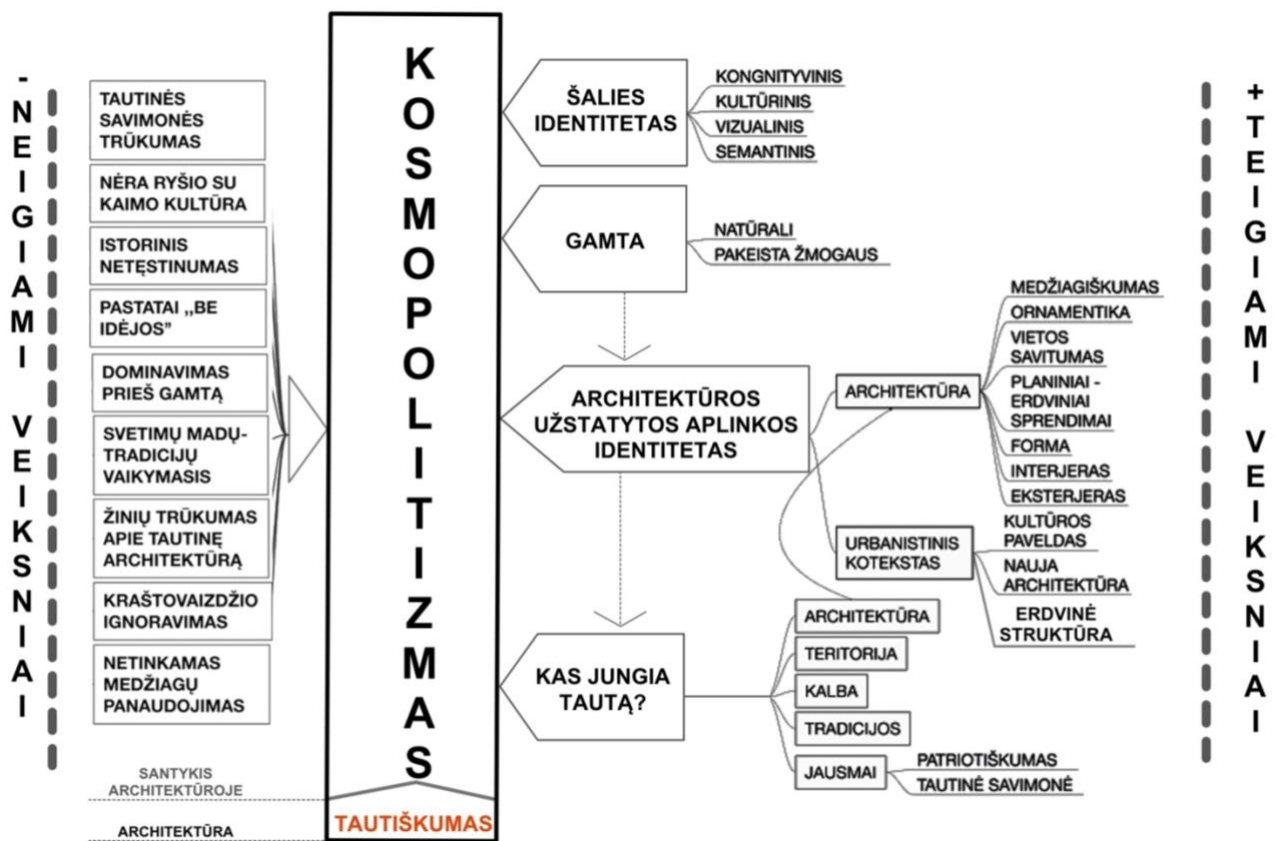 - NEIGIAMI VEIKSNIAI
TAUTINĖS
SAVIMONĖS
TRŪKUMAS
NĖRA RYŠIO SU
KAIMO KULTŪRA
ISTORINIS
NETĘSTINUMAS
PASTATAI ,,BE
IDĖJOS”
DOMINAVIMAS
PRIEŠ GAMTĄ
SVETIMŲ MADŲ-
TRADICIJŲ
VAIKYMASIS
ŽINIŲ TRŪKUMAS
APIE TAUTINĘ
ARCHITEKTŪRĄ
KRAŠTOVAIZDŽIO
IGNORAVIMAS
NETINKAMAS
MEDŽIAGŲ
PANAUDOJIMAS
SANTYKIS
ARCHITEKTŪROJE
ARCHITEKTŪRA
KOSMOPOLITIZMAS
TAUTIŠKUMAS
ŠALIES
IDENTITETAS
KONGNITYVINIS
KULTŪRINIS
VIZUALINIS
SEMANTINIS
GAMTA
NATŪRALI
PAKEISTA ŽMOGAUS
ARCHITEKTŪROS
UŽSTATYTOS APLINKOS
IDENTITETAS
ARCHITEKTŪRA
MEDŽIAGIŠKUMAS
ORNAMENTIKA
VIETOS
SAVITUMAS
PLANINIAI -
ERDVINIAI
SPRENDIMAI
FORMA
INTERJERAS
EKSTERJERAS
URBANISTINIS
KOTEKSTAS
KULTŪROS
PAVELDAS
NAUJA
ARCHITEKTŪRA
ERDVINĖ
STRUKTŪRA
KAS JUNGIA
TAUTĄ?
ARCHITEKTŪRA
TERITORIJA
KALBA
TRADICIJOS
JAUSMAI
PATRIOTIŠKUMAS
TAUTINĖ SAVIMONĖ
+ TEIGIAMI VEIKSNIAI